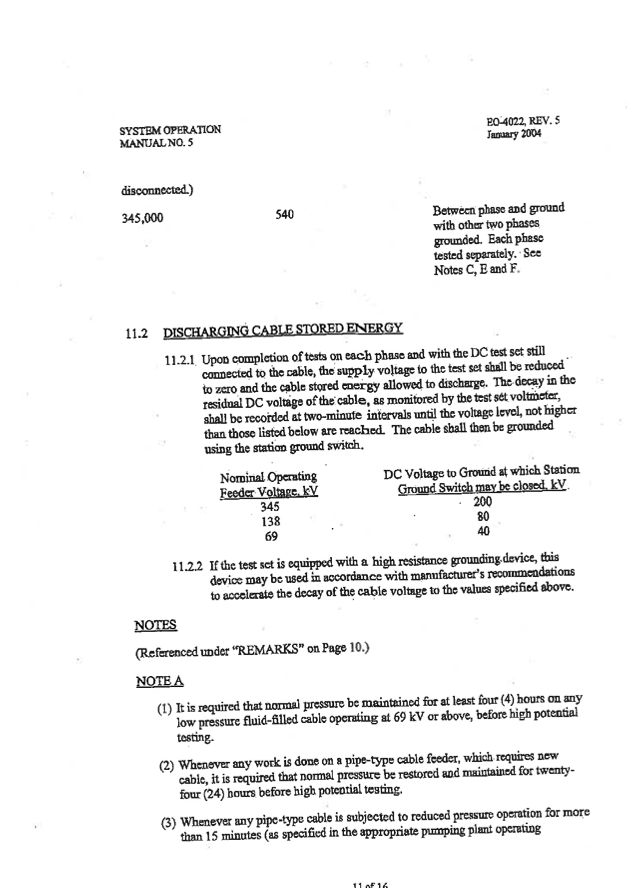 SYSTEM OPERATION
MANUAL NO. 5
EO-4022, REV. 5
January 2004
disconnected.)
345,000 540 Between phase and ground
with other two phases
grounded. Each phase
tested separately. See
Notes C, E and F.
11.2 DISCHARGING CABLE STORED ENERGY
11.2.1 Upon completion of tests on each phase and with the DC test set still
connected to the cable, the supply voltage to the test set shall be reduced
to zero and the cable stored energy allowed to discharge. The decay in the
residual DC voltage of the cable, as monitored by the test set voltmeter,
shall be recorded at two-minute intervals until the voltage level, not higher
than those listed below are reached. The cable shall then be grounded
using the station ground switch.
Nominal Operating DC Voltage to Ground at which Station
Feeder Voltage, kV Ground Switch may be closed, kV
345 200
138 80
69 40
11.2.2 If the test set is equipped with a high resistance grounding device, this
device may be used in accordance with manufacturer's recommendations
to accelerate the decay of the cable voltage to the values specified above.
NOTES
(Referenced under "REMARKS" on Page 10.)
NOTE A
(1) It is required that normal pressure be maintained for at least four (4) hours on any
low pressure fluid-filled cable operating at 69 kV or above, before high potential
testing.
(2) Whenever any work is done on a pipe-type cable feeder, which requires new
cable, it is required that normal pressure be restored and maintained for twenty-
four (24) hours before high potential testing.
(3) Whenever any pipe-type cable is subjected to reduced pressure operation for more
than 15 minutes (as specified in the appropriate pumping plant operating
11 of 16